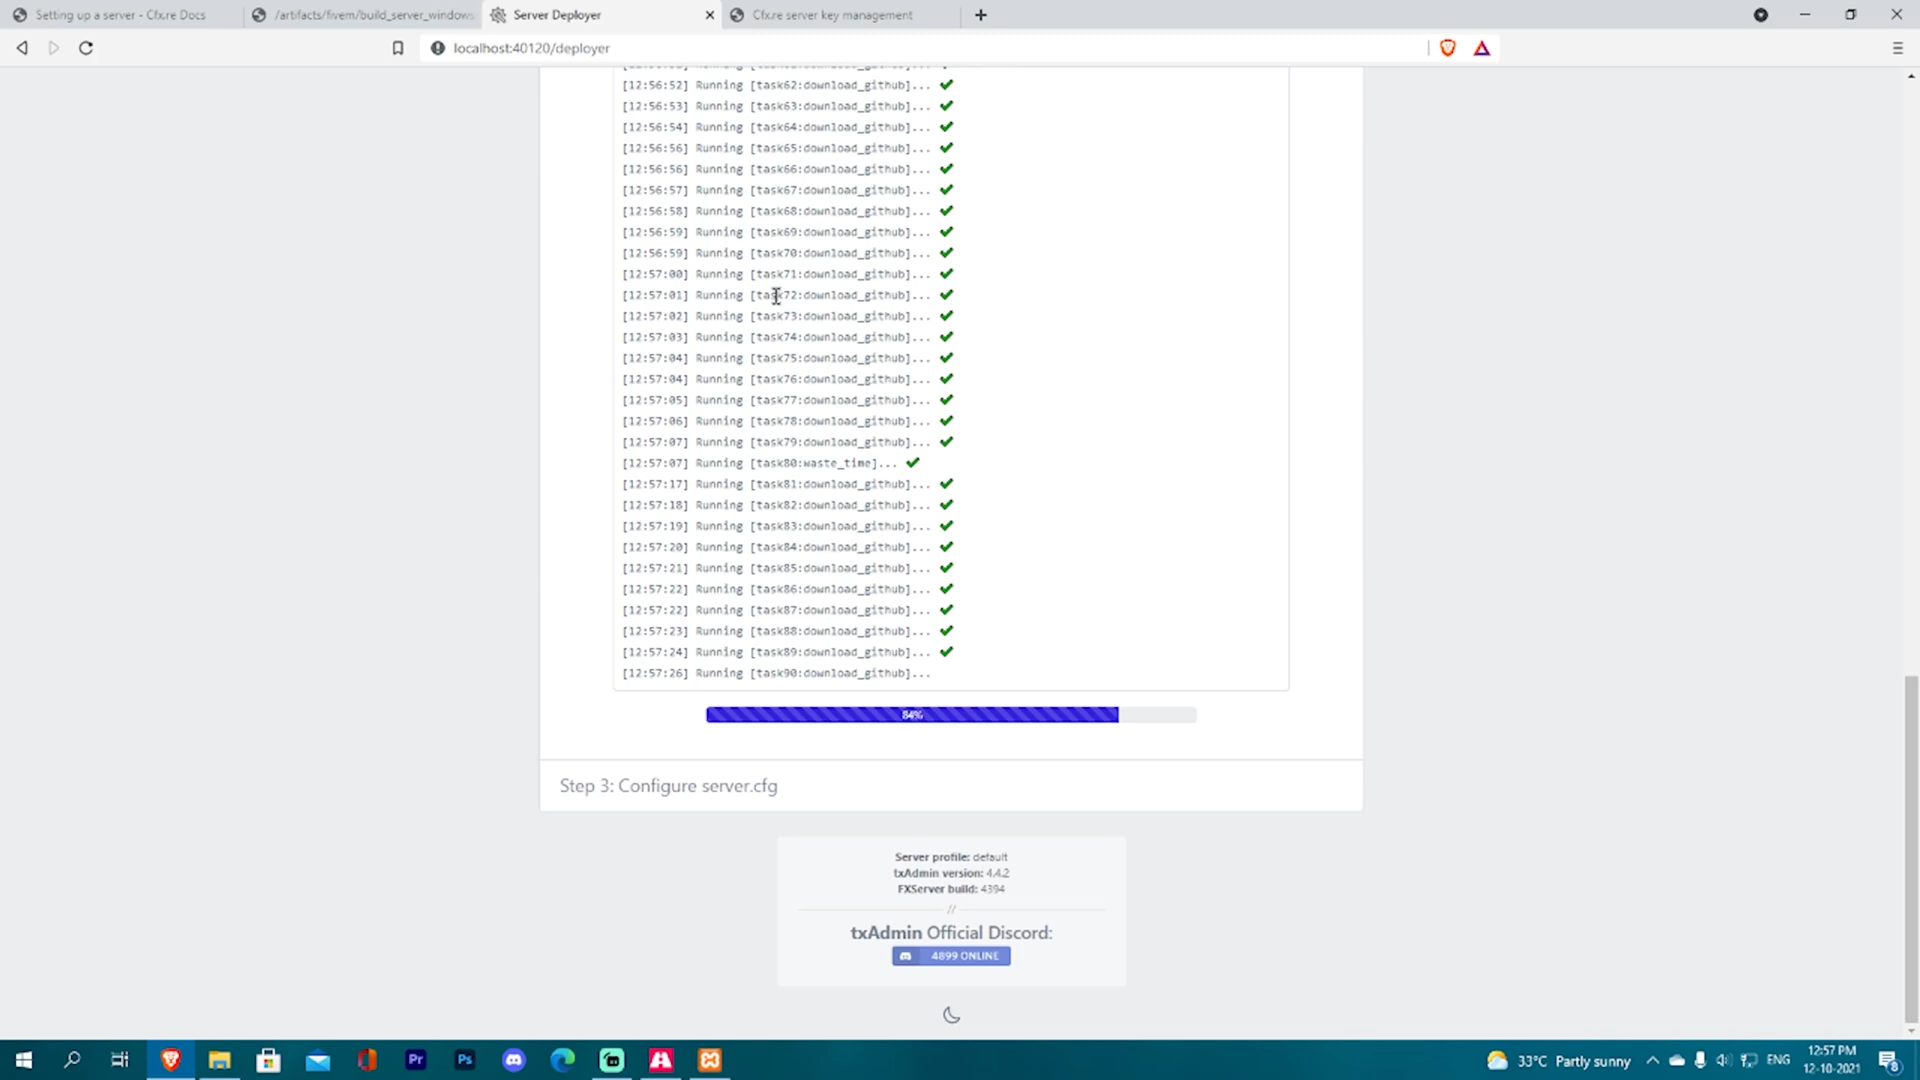 Setting up a server - Cfx.re Docs
/artifacts/fivem/build_server_windows
Server Deployer
Cfx.re server key management
localhost:40120/deployer
[12:56:52] Running [task62:download_github]...
[12:56:53] Running [task63:download_github]...
[12:56:54] Running [task64:download_github]...
[12:56:56] Running [task65:download_github]...
[12:56:56] Running [task66:download_github]...
[12:56:57] Running [task67:download_github]...
[12:56:58] Running [task68:download_github]...
[12:56:59] Running [task69:download_github]...
[12:56:59] Running [task70:download_github]...
[12:57:00] Running [task71:download_github]...
[12:57:01] Running [task72:download_github]...
[12:57:02] Running [task73:download_github]...
[12:57:03] Running [task74:download_github]...
[12:57:04] Running [task75:download_github]...
[12:57:04] Running [task76:download_github]...
[12:57:05] Running [task77:download_github]...
[12:57:06] Running [task78:download_github]...
[12:57:07] Running [task79:download_github]...
[12:57:07] Running [task80:waste_time]...
[12:57:17] Running [task81:download_github]...
[12:57:18] Running [task82:download_github]...
[12:57:19] Running [task83:download_github]...
[12:57:20] Running [task84:download_github]...
[12:57:21] Running [task85:download_github]...
[12:57:22] Running [task86:download_github]...
[12:57:22] Running [task87:download_github]...
[12:57:23] Running [task88:download_github]...
[12:57:24] Running [task89:download_github]...
[12:57:26] Running [task90:download_github]...
84%
Step 3: Configure server.cfg
Server profile: default
txAdmin version: 4.4.2
FXServer build: 4394
//
txAdmin Official Discord:
4899 ONLINE
Pr
Ps
33°C Partly sunny
ENG
12:57 PM
12-10-2021
8